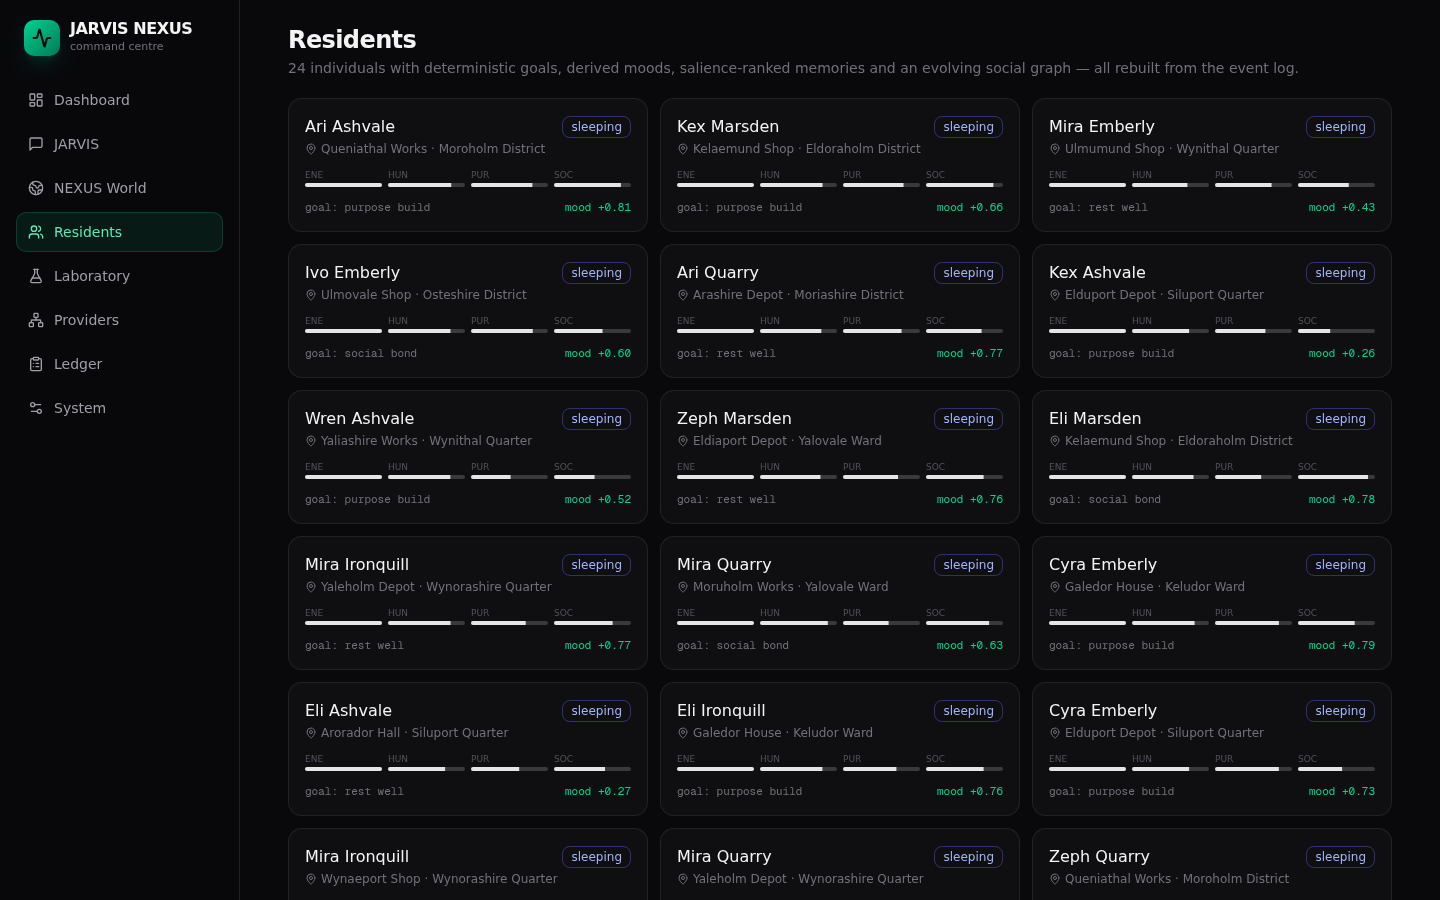 JARVIS NEXUS
command centre
Dashboard
JARVIS
NEXUS World
Residents
Laboratory
Providers
Ledger
System
Residents
24 individuals with deterministic goals, derived moods, salience-ranked memories and an evolving social graph — all rebuilt from the event log.
Ari Ashvale sleeping
Queniathal Works · Moroholm District
ENE HUN PUR SOC
goal: purpose build mood +0.81
Kex Marsden sleeping
Kelaemund Shop · Eldoraholm District
ENE HUN PUR SOC
goal: purpose build mood +0.66
Mira Emberly sleeping
Ulmumund Shop · Wynithal Quarter
ENE HUN PUR SOC
goal: rest well mood +0.43
Ivo Emberly sleeping
Ulmovale Shop · Osteshire District
ENE HUN PUR SOC
goal: social bond mood +0.60
Ari Quarry sleeping
Arashire Depot · Moriashire District
ENE HUN PUR SOC
goal: rest well mood +0.77
Kex Ashvale sleeping
Elduport Depot · Siluport Quarter
ENE HUN PUR SOC
goal: purpose build mood +0.26
Wren Ashvale sleeping
Yaliashire Works · Wynithal Quarter
ENE HUN PUR SOC
goal: purpose build mood +0.52
Zeph Marsden sleeping
Eldiaport Depot · Yalovale Ward
ENE HUN PUR SOC
goal: rest well mood +0.76
Eli Marsden sleeping
Kelaemund Shop · Eldoraholm District
ENE HUN PUR SOC
goal: social bond mood +0.78
Mira Ironquill sleeping
Yaleholm Depot · Wynorashire Quarter
ENE HUN PUR SOC
goal: rest well mood +0.77
Mira Quarry sleeping
Moruholm Works · Yalovale Ward
ENE HUN PUR SOC
goal: social bond mood +0.63
Cyra Emberly sleeping
Galedor House · Keludor Ward
ENE HUN PUR SOC
goal: purpose build mood +0.79
Eli Ashvale sleeping
Arorador Hall · Siluport Quarter
ENE HUN PUR SOC
goal: rest well mood +0.27
Eli Ironquill sleeping
Galedor House · Keludor Ward
ENE HUN PUR SOC
goal: purpose build mood +0.76
Cyra Emberly sleeping
Elduport Depot · Siluport Quarter
ENE HUN PUR SOC
goal: purpose build mood +0.73
Mira Ironquill sleeping
Wynaeport Shop · Wynorashire Quarter
Mira Quarry sleeping
Yaleholm Depot · Wynorashire Quarter
Zeph Quarry sleeping
Queniathal Works · Moroholm District